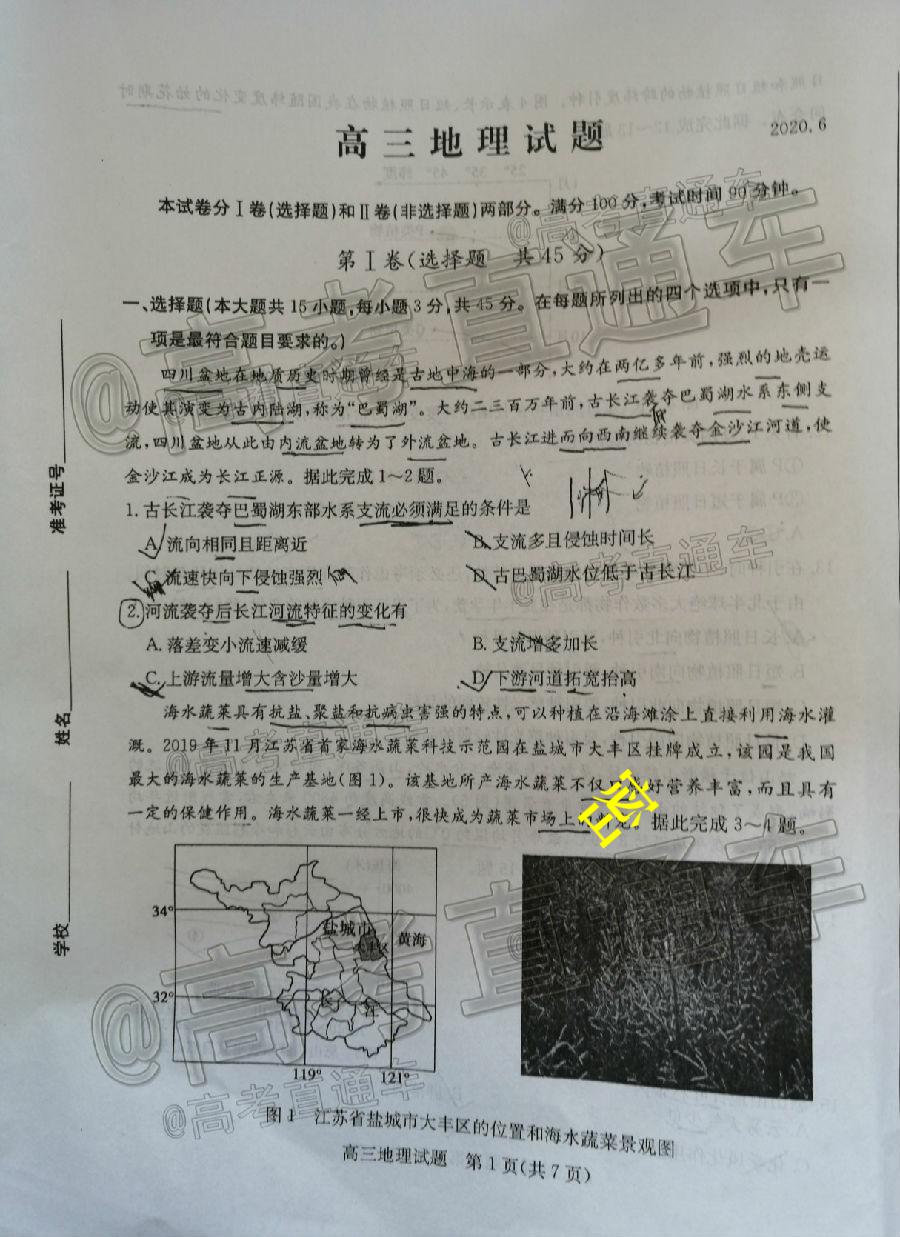 高三地理试题
2020.6
本试卷分Ⅰ卷(选择题)和Ⅱ卷(非选择题)两部分。满分100分,考试时间90分钟。
第Ⅰ卷(选择题 共45分)
一、选择题(本大题共15小题,每小题3分,共45分。在每题所列出的四个选项中,只有一
项是最符合题目要求的。)
四川盆地在地质历史时期曾经是古地中海的一部分,大约在两亿多年前,强烈的地壳运
动使其演变为古内陆湖,称为“巴蜀湖”。大约二三百万年前,古长江袭夺巴蜀湖水系东侧支
流,四川盆地从此由内流盆地转为了外流盆地。古长江进而向西南继续袭夺金沙江河道,使
金沙江成为长江正源。据此完成1~2题。
1.古长江袭夺巴蜀湖东部水系支流必须满足的条件是
A.流向相同且距离近
B.支流多且侵蚀时间长
C.流速快向下侵蚀强烈
D.古巴蜀湖水位低于古长江
2.河流袭夺后长江河流特征的变化有
A.落差变小流速减缓
B.支流增多加长
C.上游流量增大含沙量增大
D.下游河道拓宽抬高
海水蔬菜具有抗盐、聚盐和抗病虫害强的特点,可以种植在沿海滩涂上直接利用海水灌
溉。2019年11月江苏省首家海水蔬菜科技示范园在盐城市大丰区挂牌成立,该园是我国
最大的海水蔬菜的生产基地(图1)。该基地所产海水蔬菜不仅口感好营养丰富,而且具有
一定的保健作用。海水蔬菜一经上市,很快成为蔬菜市场上的 。据此完成3~4题。
密
34°
32°
119°
121°
盐城市
黄海
长
江
图1 江苏省盐城市大丰区的位置和海水蔬菜景观图
高三地理试题 第1页(共7页)
准考证号
姓名
学校
@高考直通车
@高考直通车
@高考直通车
@高考直通车
@高考直通车